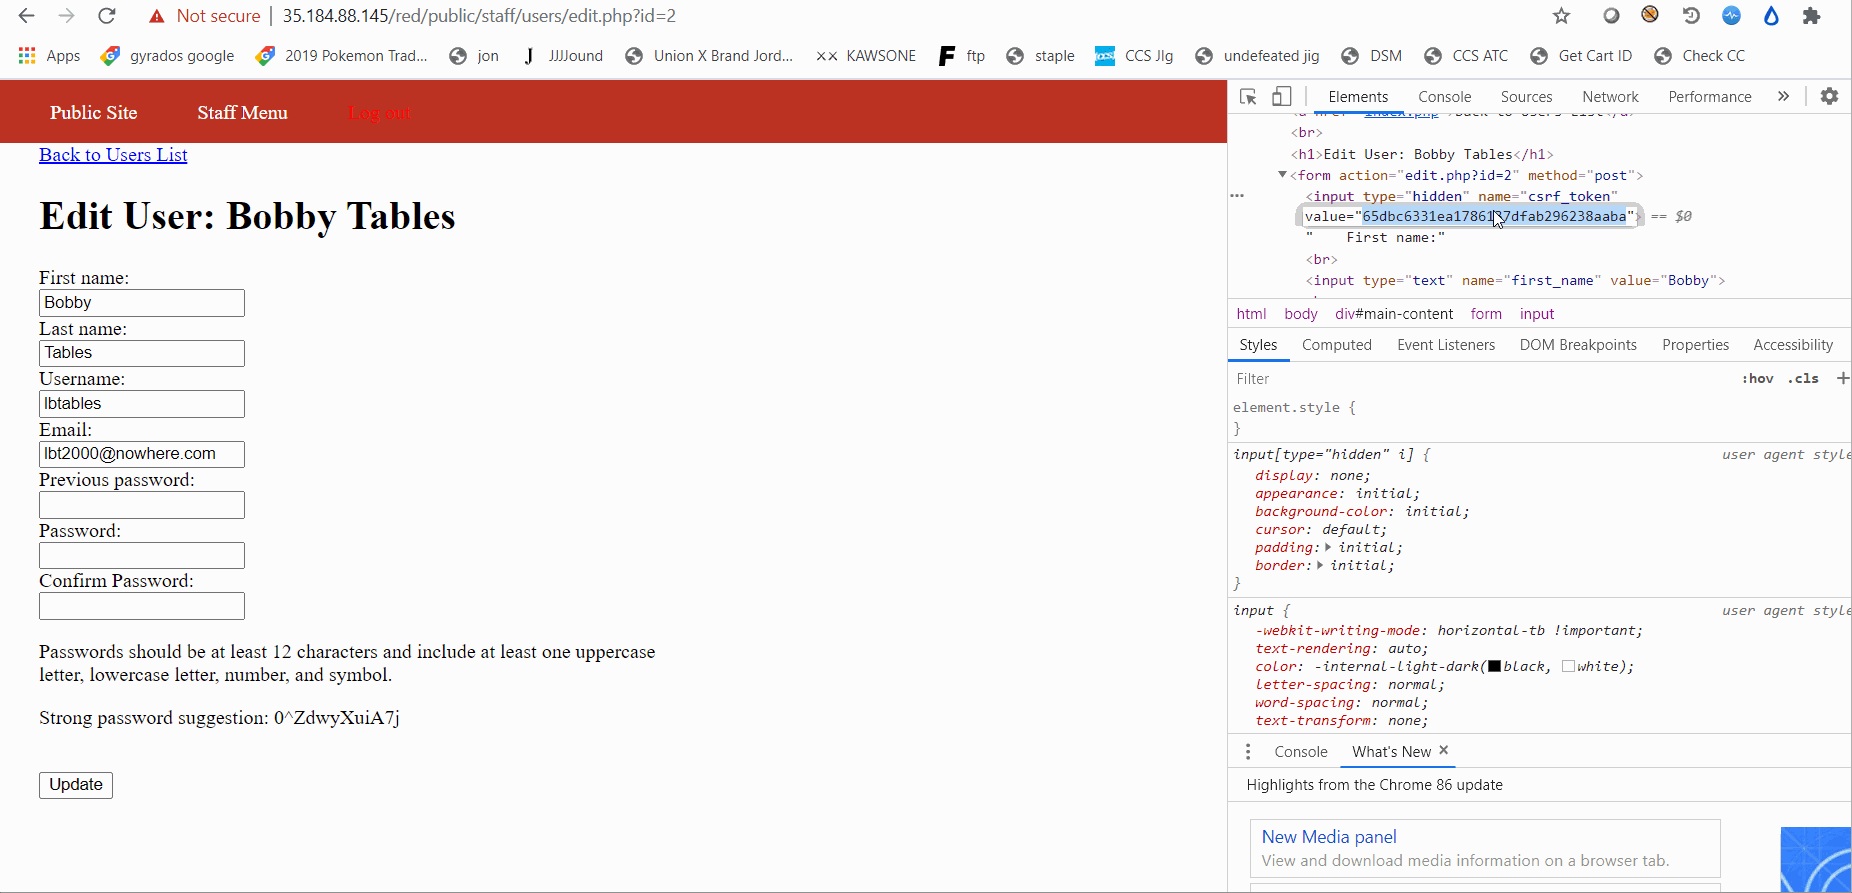 Not secure | 35.184.88.145/red/public/staff/users/edit.php?id=2
Apps gyrados google 2019 Pokemon Trad... jon JJJJound Union X Brand Jord... KAWSONE ftp staple CCS JIg undefeated jig DSM CCS ATC Get Cart ID Check CC
Public Site Staff Menu Log out
Back to Users List
Edit User: Bobby Tables
First name:
Bobby
Last name:
Tables
Username:
lbtables
Email:
lbt2000@nowhere.com
Previous password:
Password:
Confirm Password:
Passwords should be at least 12 characters and include at least one uppercase
letter, lowercase letter, number, and symbol.
Strong password suggestion: 0^ZdwyXuiA7j
Update
Elements Console Sources Network Performance »
<br>
<h1>Edit User: Bobby Tables</h1>
<form action="edit.php?id=2" method="post">
<input type="hidden" name="csrf_token"
== $0
" First name:"
<br>
<input type="text" name="first_name" value="Bobby">
html body div#main-content form input
Styles Computed Event Listeners DOM Breakpoints Properties Accessibility
Filter :hov .cls +
element.style {
}
input[type="hidden" i] { user agent style
display: none;
appearance: initial;
background-color: initial;
cursor: default;
padding: initial;
border: initial;
}
input { user agent style
-webkit-writing-mode: horizontal-tb !important;
text-rendering: auto;
color: -internal-light-dark(black, white);
letter-spacing: normal;
word-spacing: normal;
text-transform: none;
Console What's New ×
Highlights from the Chrome 86 update
New Media panel
View and download media information on a browser tab.